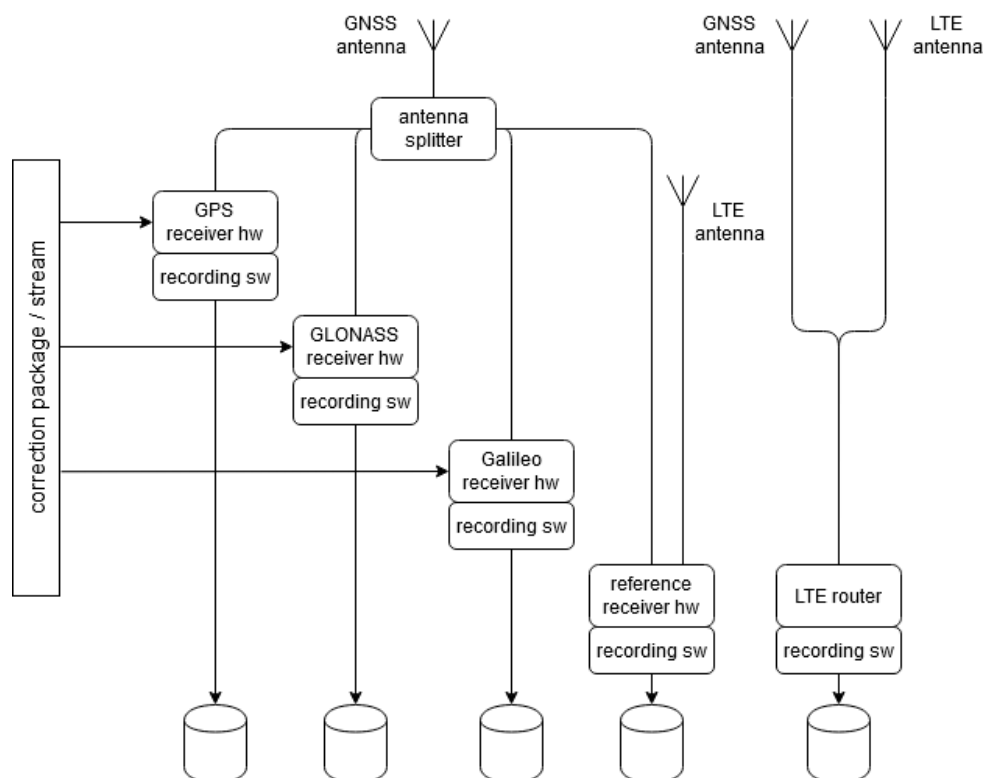 GNSS
antenna
GNSS
antenna
LTE
antenna
antenna
splitter
correction package / stream
GPS
receiver hw
recording sw
LTE
antenna
GLONASS
receiver hw
recording sw
Galileo
receiver hw
recording sw
reference
receiver hw
recording sw
LTE router
recording sw